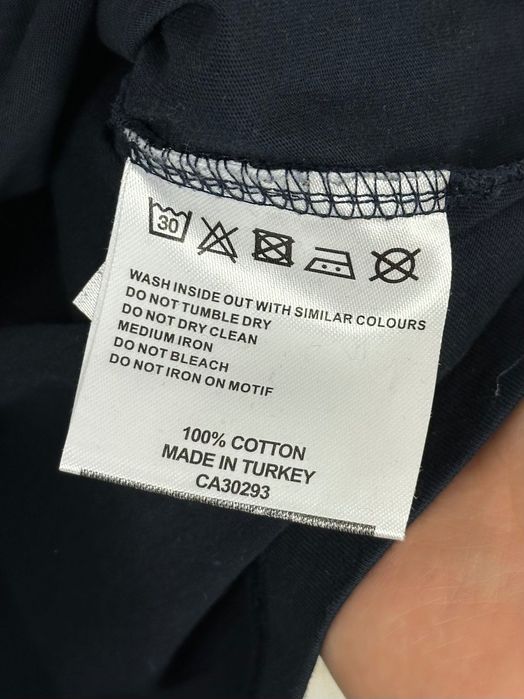 30
WASH INSIDE OUT WITH SIMILAR COLOURS
DO NOT TUMBLE DRY
DO NOT DRY CLEAN
MEDIUM IRON
DO NOT BLEACH
DO NOT IRON ON MOTIF
100% COTTON
MADE IN TURKEY
CA30293